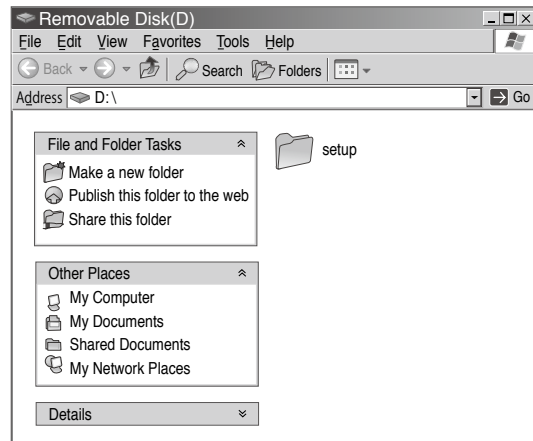 Removable Disk(D)
File Edit View Favorites Tools Help
Back Search Folders
Address D:\ Go
File and Folder Tasks
Make a new folder
Publish this folder to the web
Share this folder
Other Places
My Computer
My Documents
Shared Documents
My Network Places
Details
setup